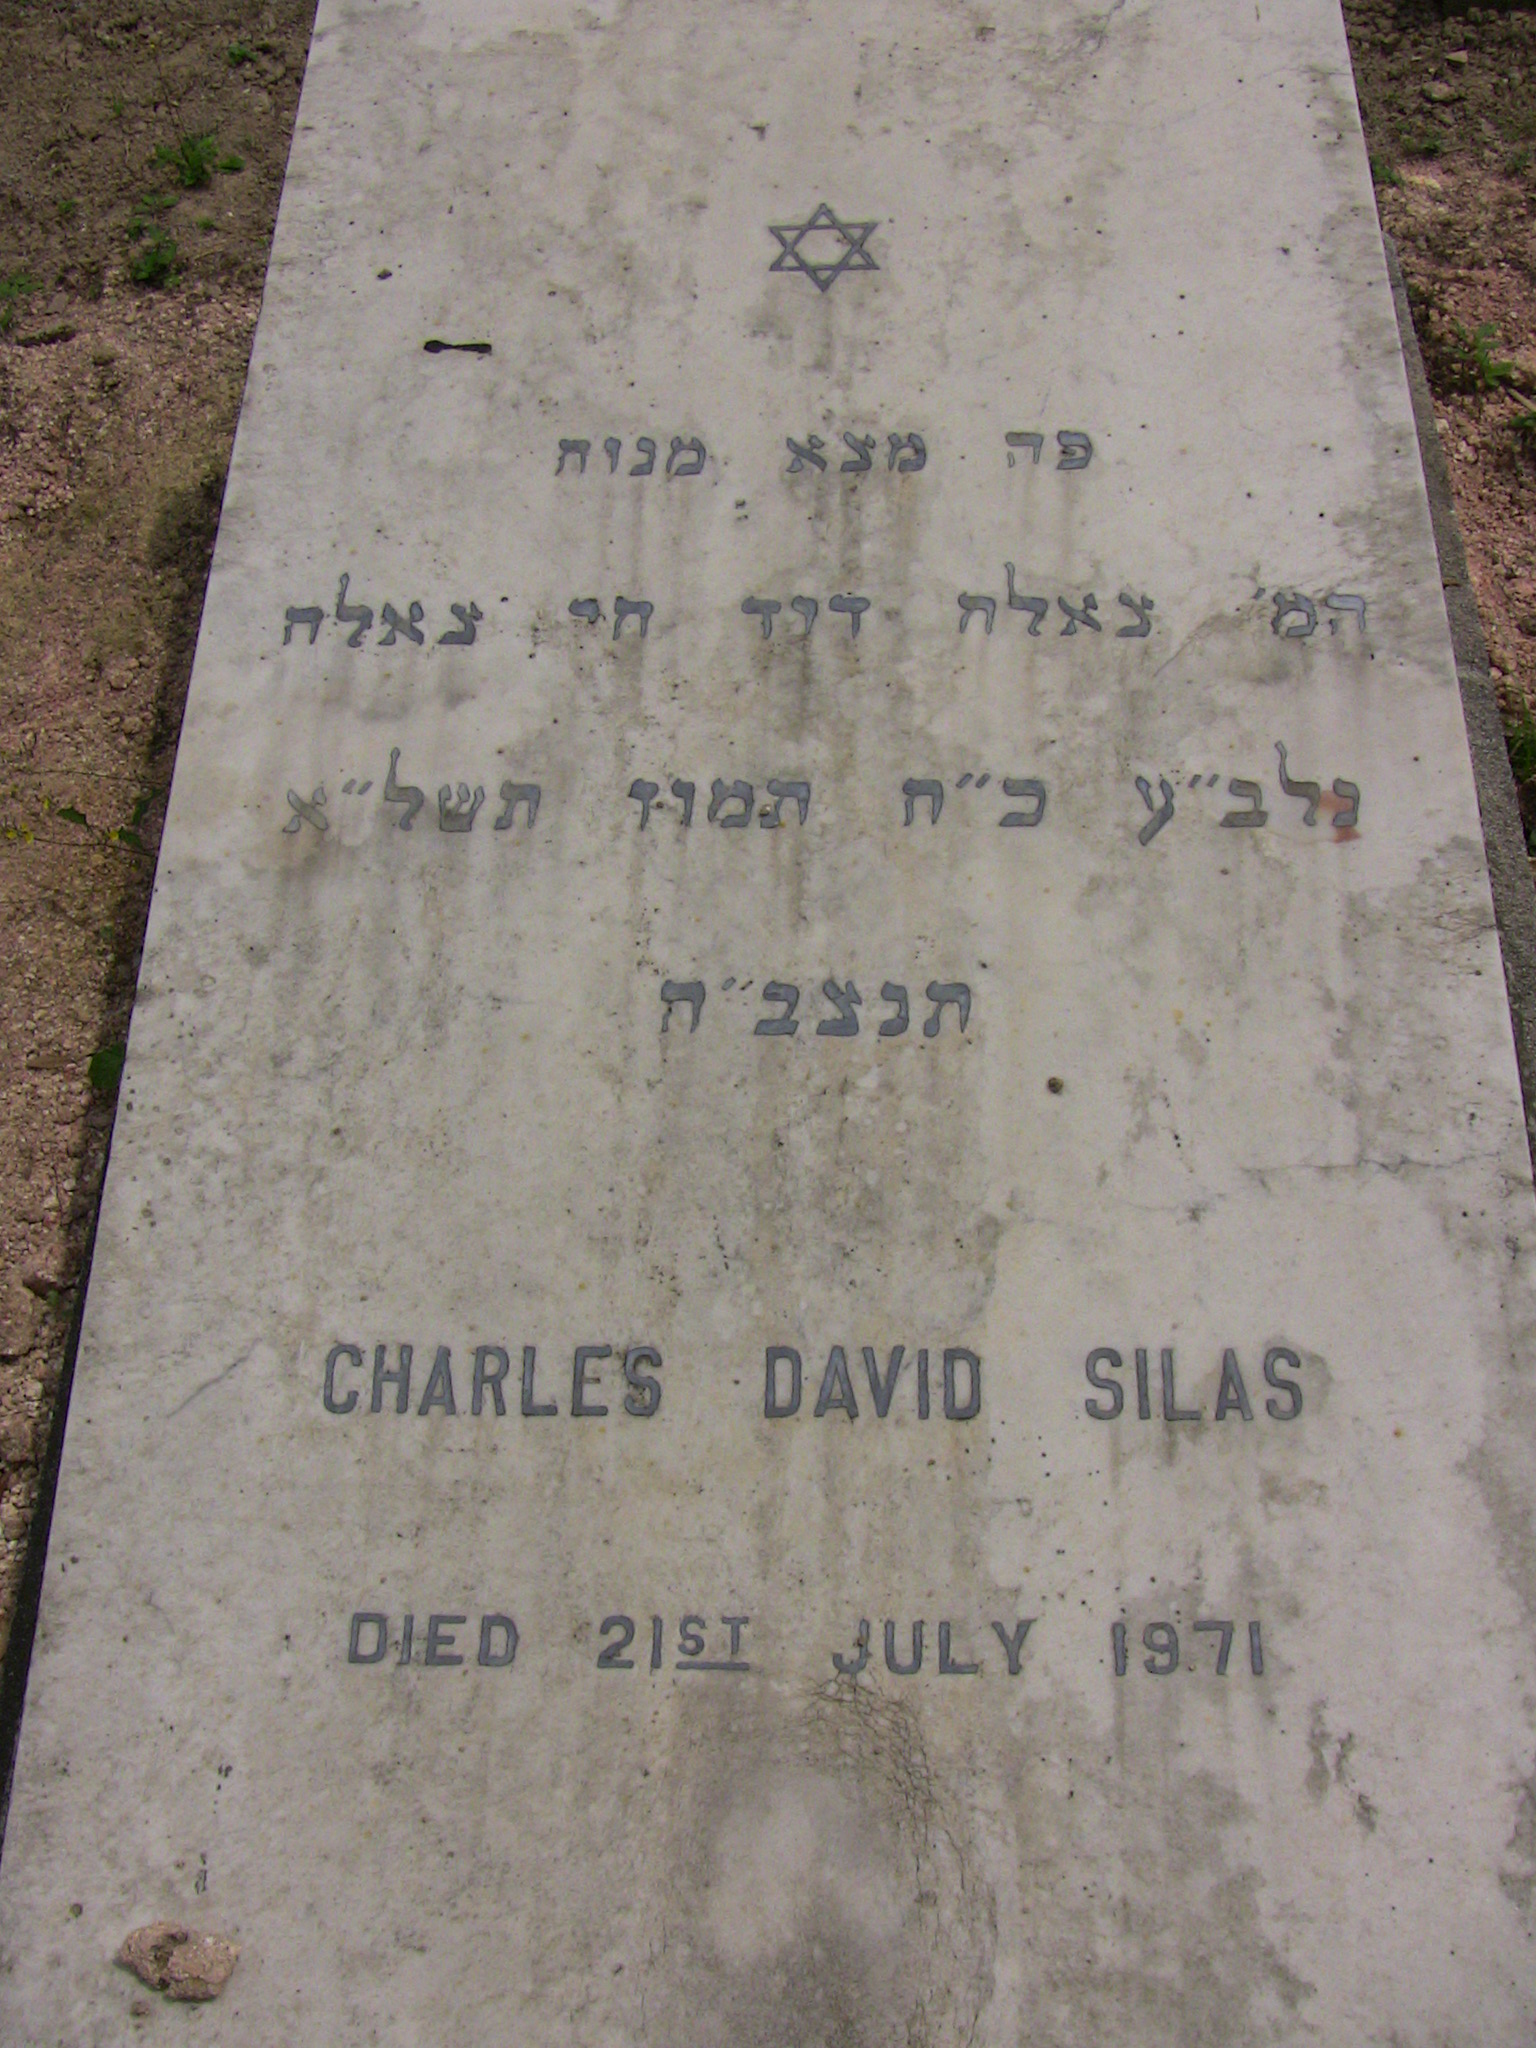 פה מצא מנוח
המ׳ צאלח דוד חי צאלח
נלב״ע כ״ח תמוז תשל״א
תנצב״ה
CHARLES DAVID SILAS
DIED 21ST JULY 1971